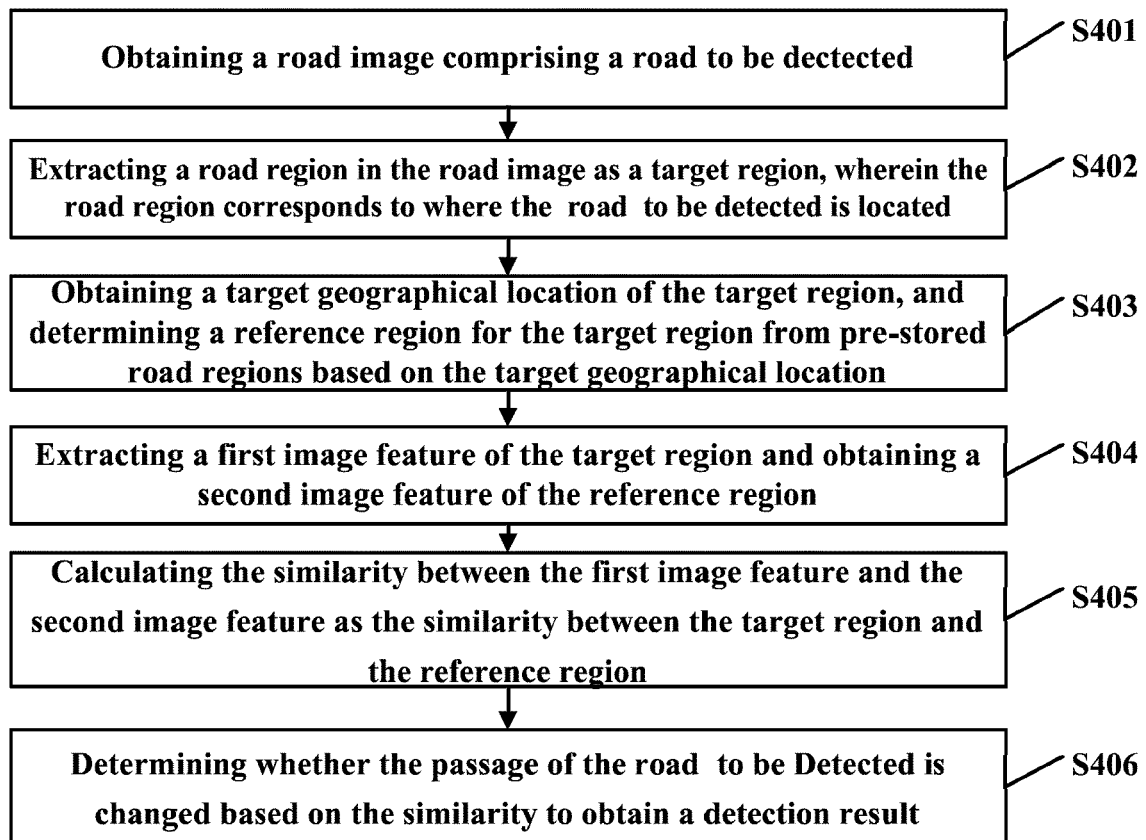 Obtaining a road image comprising a road to be dectected
S401
Extracting a road region in the road image as a target region, wherein the
road region corresponds to where the road to be detected is located
S402
Obtaining a target geographical location of the target region, and
determining a reference region for the target region from pre-stored
road regions based on the target geographical location
S403
Extracting a first image feature of the target region and obtaining a
second image feature of the reference region
S404
Calculating the similarity between the first image feature and the
second image feature as the similarity between the target region and
the reference region
S405
Determining whether the passage of the road to be Detected is
changed based on the similarity to obtain a detection result
S406